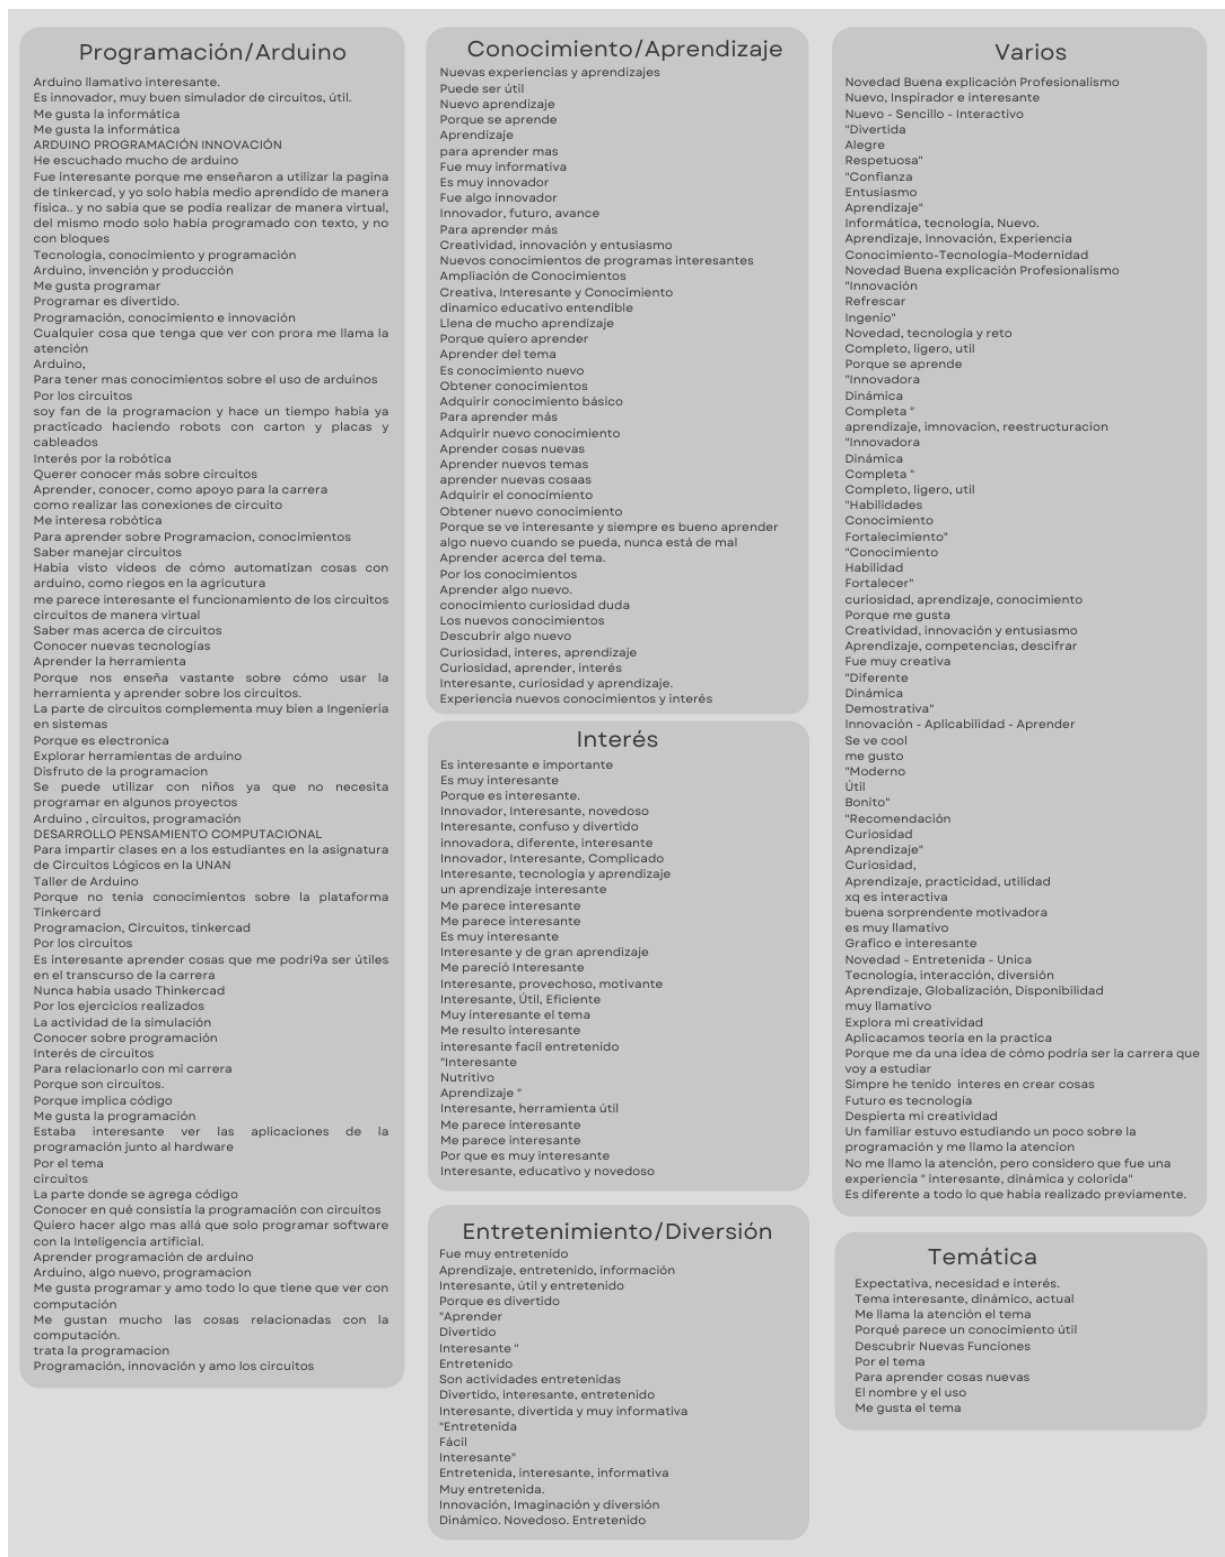 Programación/Arduino
Arduino llamativo interesante.
Es innovador, muy buen simulador de circuitos, útil.
Me gusta la informática
Me gusta la informática
ARDUINO PROGRAMACIÓN INNOVACIÓN
He escuchado mucho de arduino
Fue interesante porque me enseñaron a utilizar la pagina
de tinkercad, y yo solo había medio aprendido de manera
física.. y no sabia que se podía realizar de manera virtual,
del mismo modo solo había programado con texto, y no
con bloques
Tecnología, conocimiento y programación
Arduino, invención y producción
Me gusta programar
Programar es divertido.
Programación, conocimiento e innovación
Cualquier cosa que tenga que ver con prora me llama la
atención
Arduino,
Para tener mas conocimientos sobre el uso de arduinos
Por los circuitos
soy fan de la programacion y hace un tiempo habia ya
practicado haciendo robots con carton y placas y
cableados
Interés por la robótica
Querer conocer más sobre circuitos
Aprender, conocer, como apoyo para la carrera
como realizar las conexiones de circuito
Me interesa robótica
Para aprender sobre Programacion, conocimientos
Saber manejar circuitos
Había visto videos de cómo automatizan cosas con
arduino, como riegos en la agricutura
me parece interesante el funcionamiento de los circuitos
circuitos de manera virtual
Saber mas acerca de circuitos
Conocer nuevas tecnologías
Aprender la herramienta
Porque nos enseña vastante sobre cómo usar la
herramienta y aprender sobre los circuitos.
La parte de circuitos complementa muy bien a Ingeniería
en sistemas
Porque es electronica
Explorar herramientas de arduino
Disfruto de la programacion
Se puede utilizar con niños ya que no necesita
programar en algunos proyectos
Arduino , circuitos, programación
DESARROLLO PENSAMIENTO COMPUTACIONAL
Para impartir clases en a los estudiantes en la asignatura
de Circuitos Lógicos en la UNAN
Taller de Arduino
Porque no tenía conocimientos sobre la plataforma
Tinkercard
Programacion, Circuitos, tinkercad
Por los circuitos
Es interesante aprender cosas que me podri9a ser útiles
en el transcurso de la carrera
Nunca había usado Thinkercad
Por los ejercicios realizados
La actividad de la simulación
Conocer sobre programación
Interés de circuitos
Para relacionarlo con mi carrera
Porque son circuitos.
Porque implica código
Me gusta la programación
Estaba interesante ver las aplicaciones de la
programación junto al hardware
Por el tema
circuitos
La parte donde se agrega código
Conocer en qué consistía la programación con circuitos
Quiero hacer algo mas allá que solo programar software
con la Inteligencia artificial.
Aprender programación de arduino
Arduino, algo nuevo, programacion
Me gusta programar y amo todo lo que tiene que ver con
computación
Me gustan mucho las cosas relacionadas con la
computación.
trata la programacion
Programación, innovación y amo los circuitos
Conocimiento/Aprendizaje
Nuevas experiencias y aprendizajes
Puede ser útil
Nuevo aprendizaje
Porque se aprende
Aprendizaje
para aprender mas
Fue muy informativa
Es muy innovador
Fue algo innovador
Innovador, futuro, avance
Para aprender más
Creatividad, innovación y entusiasmo
Nuevos conocimientos de programas interesantes
Ampliación de Conocimientos
Creativa, Interesante y Conocimiento
dinamico educativo entendible
Llena de mucho aprendizaje
Porque quiero aprender
Aprender del tema
Es conocimiento nuevo
Obtener conocimientos
Adquirir conocimiento básico
Para aprender más
Adquirir nuevo conocimiento
Aprender cosas nuevas
Aprender nuevos temas
aprender nuevas cosaas
Adquirir el conocimiento
Obtener nuevo conocimiento
Porque se ve interesante y siempre es bueno aprender
algo nuevo cuando se pueda, nunca está de mal
Aprender acerca del tema.
Por los conocimientos
Aprender algo nuevo.
conocimiento curiosidad duda
Los nuevos conocimientos
Descubrir algo nuevo
Curiosidad, interes, aprendizaje
Curiosidad, aprender, interés
Interesante, curiosidad y aprendizaje.
Experiencia nuevos conocimientos y interés
Interés
Es interesante e importante
Es muy interesante
Porque es interesante.
Innovador, Interesante, novedoso
Interesante, confuso y divertido
innovadora, diferente, interesante
Innovador, Interesante, Complicado
Interesante, tecnología y aprendizaje
un aprendizaje interesante
Me parece interesante
Me parece interesante
Es muy interesante
Interesante y de gran aprendizaje
Me pareció Interesante
Interesante, provechoso, motivante
Interesante, Útil, Eficiente
Muy interesante el tema
Me resulto interesante
interesante facil entretenido
"Interesante
Nutritivo
Aprendizaje "
Interesante, herramienta útil
Me parece interesante
Me parece interesante
Por que es muy interesante
Interesante, educativo y novedoso
Entretenimiento/Diversión
Fue muy entretenido
Aprendizaje, entretenido, información
Interesante, útil y entretenido
Porque es divertido
"Aprender
Divertido
Interesante "
Entretenido
Son actividades entretenidas
Divertido, interesante, entretenido
Interesante, divertida y muy informativa
"Entretenida
Fácil
Interesante"
Entretenida, interesante, informativa
Muy entretenida.
Innovación, Imaginación y diversión
Dinámico. Novedoso. Entretenido
Varios
Novedad Buena explicación Profesionalismo
Nuevo, Inspirador e interesante
Nuevo - Sencillo - Interactivo
"Divertida
Alegre
Respetuosa"
"Confianza
Entusiasmo
Aprendizaje"
Informática, tecnología, Nuevo.
Aprendizaje, Innovación, Experiencia
Conocimiento-Tecnología-Modernidad
Novedad Buena explicación Profesionalismo
"Innovación
Refrescar
Ingenio"
Novedad, tecnología y reto
Completo, ligero, util
Porque se aprende
"Innovadora
Dinámica
Completa "
aprendizaje, imnovacion, reestructuracion
"Innovadora
Dinámica
Completa "
Completo, ligero, util
"Habilidades
Conocimiento
Fortalecimiento"
"Conocimiento
Habilidad
Fortalecer"
curiosidad, aprendizaje, conocimiento
Porque me gusta
Creatividad, innovación y entusiasmo
Aprendizaje, competencias, descifrar
Fue muy creativa
"Diferente
Dinámica
Demostrativa"
Innovación - Aplicabilidad - Aprender
Se ve cool
me gusto
"Moderno
Útil
Bonito"
"Recomendación
Curiosidad
Aprendizaje"
Curiosidad,
Aprendizaje, practicidad, utilidad
xq es interactiva
buena sorprendente motivadora
es muy llamativo
Grafico e interesante
Novedad - Entretenida - Unica
Tecnología, interacción, diversión
Aprendizaje, Globalización, Disponibilidad
muy llamativo
Explora mi creatividad
Aplicacamos teoría en la practica
Porque me da una idea de cómo podría ser la carrera que
voy a estudiar
Simpre he tenido interes en crear cosas
Futuro es tecnología
Despierta mi creatividad
Un familiar estuvo estudiando un poco sobre la
programación y me llamo la atencion
No me llamo la atención, pero considero que fue una
experiencia " interesante, dinámica y colorida"
Es diferente a todo lo que había realizado previamente.
Temática
Expectativa, necesidad e interés.
Tema interesante, dinámico, actual
Me llama la atención el tema
Porqué parece un conocimiento útil
Descubrir Nuevas Funciones
Por el tema
Para aprender cosas nuevas
El nombre y el uso
Me gusta el tema